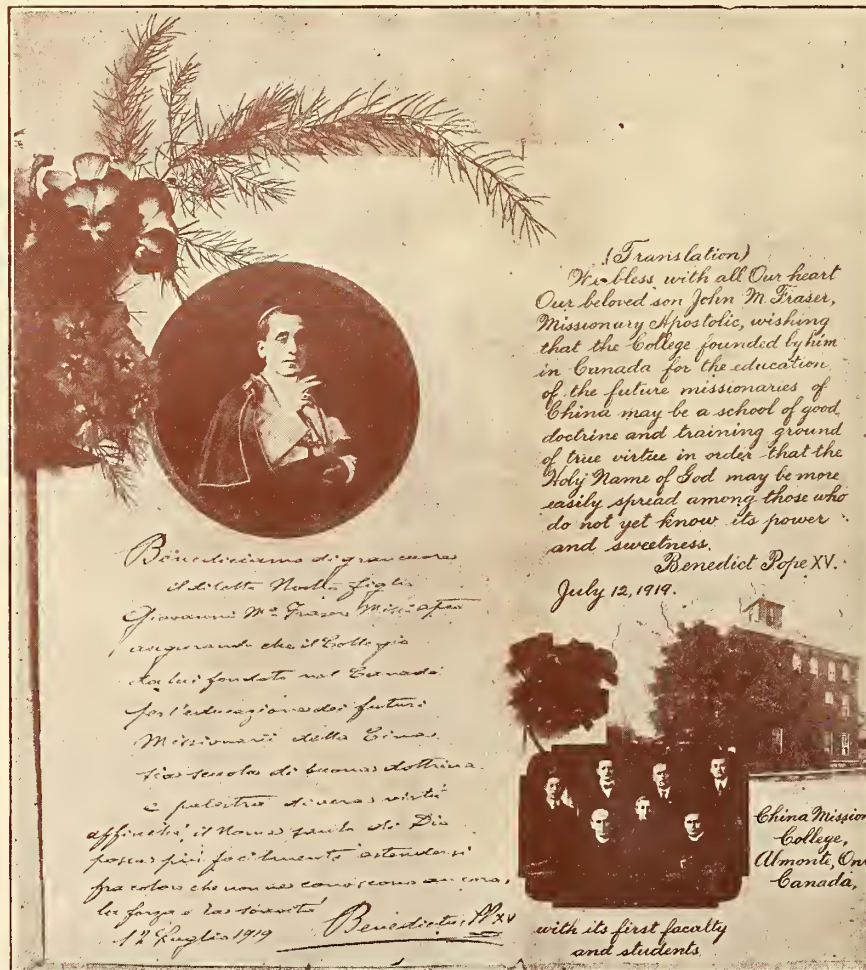 Benediciamo di gran cuore
il diletto Nostro figlio
Giovanni Mª Fraser
augurando che il Collegio
da lui fondato nel Canadà
per l'educazione dei futuri
Missionarii della Cina
sia scuola di buona dottrina
e palestra di vera virtù
affinché il Nome santo di Dio
possa più facilmente estendersi
fra coloro che non ne conoscono ancora,
la forza e la soavità
12 Luglio 1919 Benedictus PP XV
(Translation)
We bless with all Our heart
Our beloved son John M. Fraser,
Missionary Apostolic, wishing
that the College founded by him
in Canada for the education
of the future missionaries of
China may be a school of good
doctrine and training ground
of true virtue in order that the
Holy Name of God may be more
easily spread among those who
do not yet know its power
and sweetness.
Benedict Pope XV.
July 12, 1919.
China Mission
College,
Almonte, Ont
Canada,
with its first faculty
and students